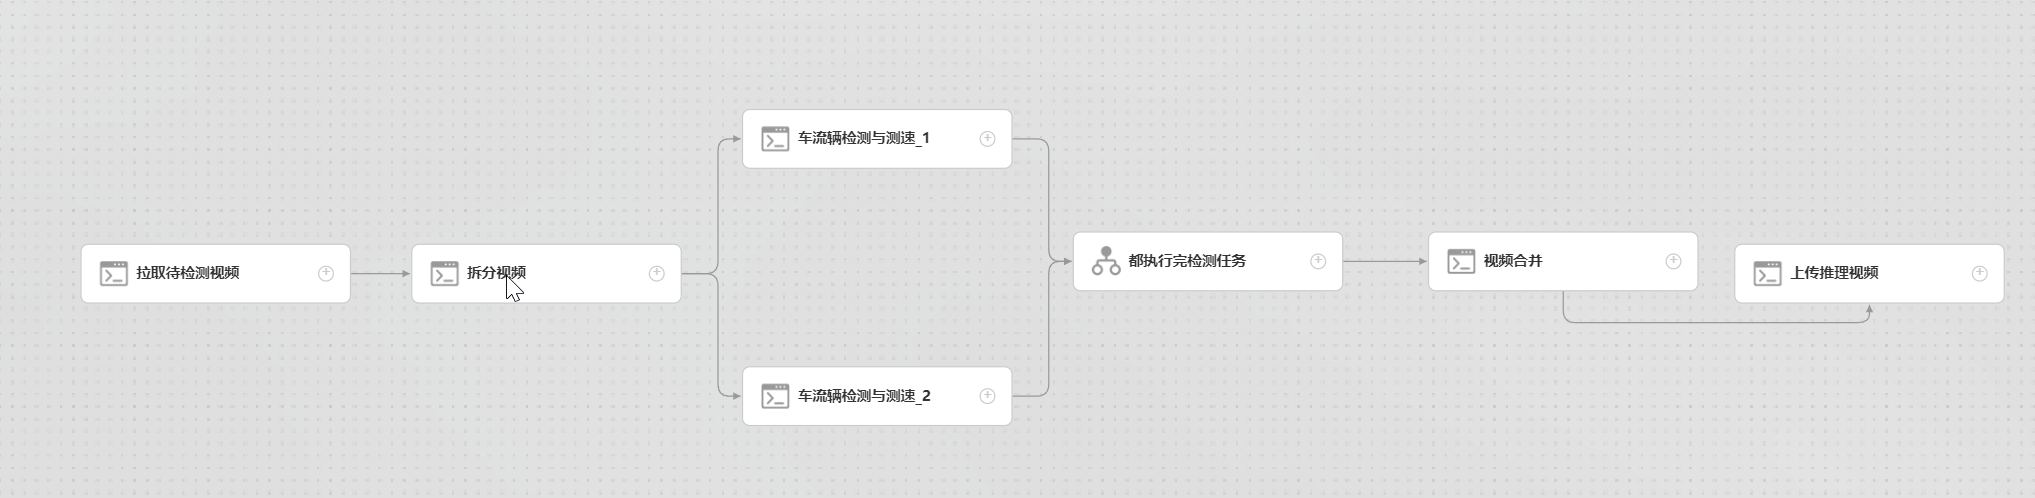 拉取待检测视频
拆分视频
车流辆检测与测速_1
车流辆检测与测速_2
都执行完检测任务
视频合并
上传推理视频